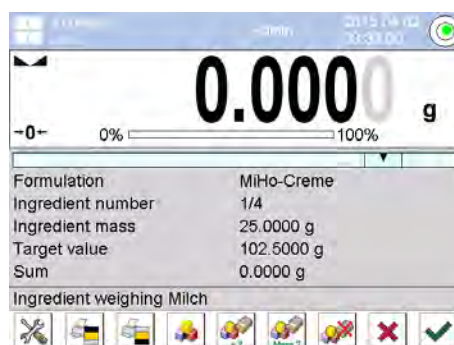 0.0000 g
→0← 0% 100%
Formulation MiHo-Creme
Ingredient number 1/4
Ingredient mass 25.0000 g
Target value 102.5000 g
Sum 0.0000 g
Ingredient weighing Milch